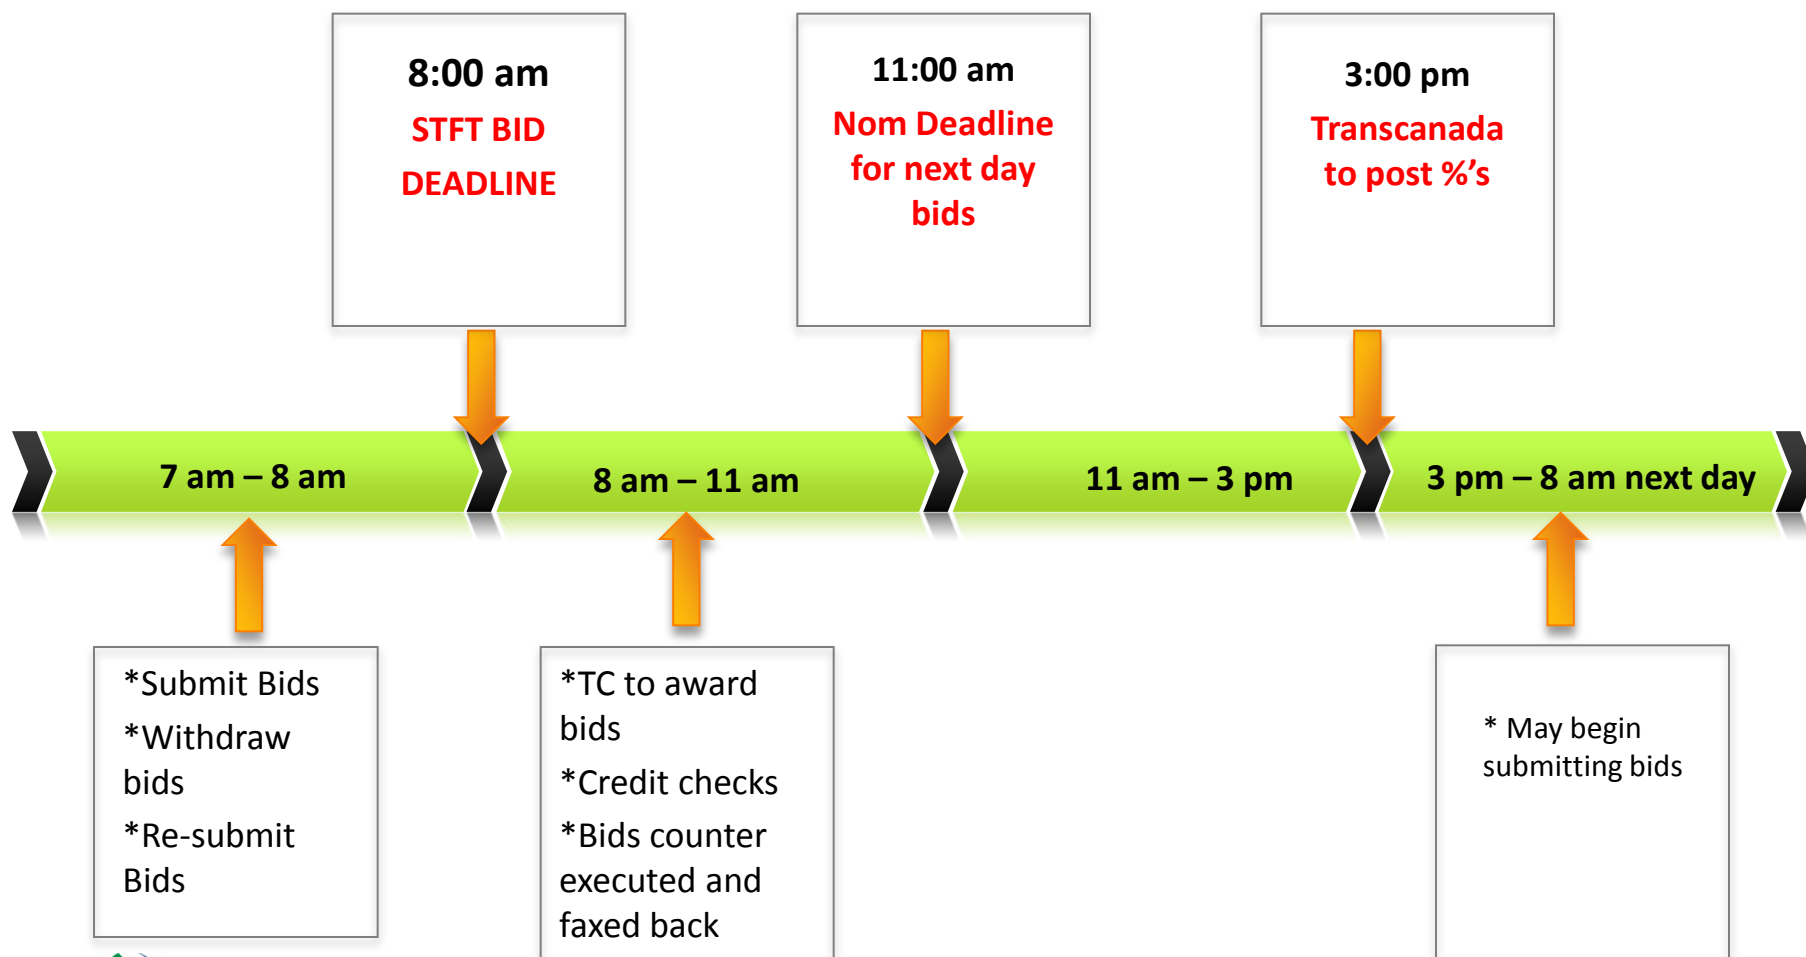 8:00 am
STFT BID
DEADLINE
11:00 am
Nom Deadline
for next day
bids
3:00 pm
Transcanada
to post %’s
7 am – 8 am
8 am – 11 am
11 am – 3 pm
3 pm – 8 am next day
*Submit Bids
*Withdraw
bids
*Re-submit
Bids
*TC to award
bids
*Credit checks
*Bids counter
executed and
faxed back
* May begin
submitting bids